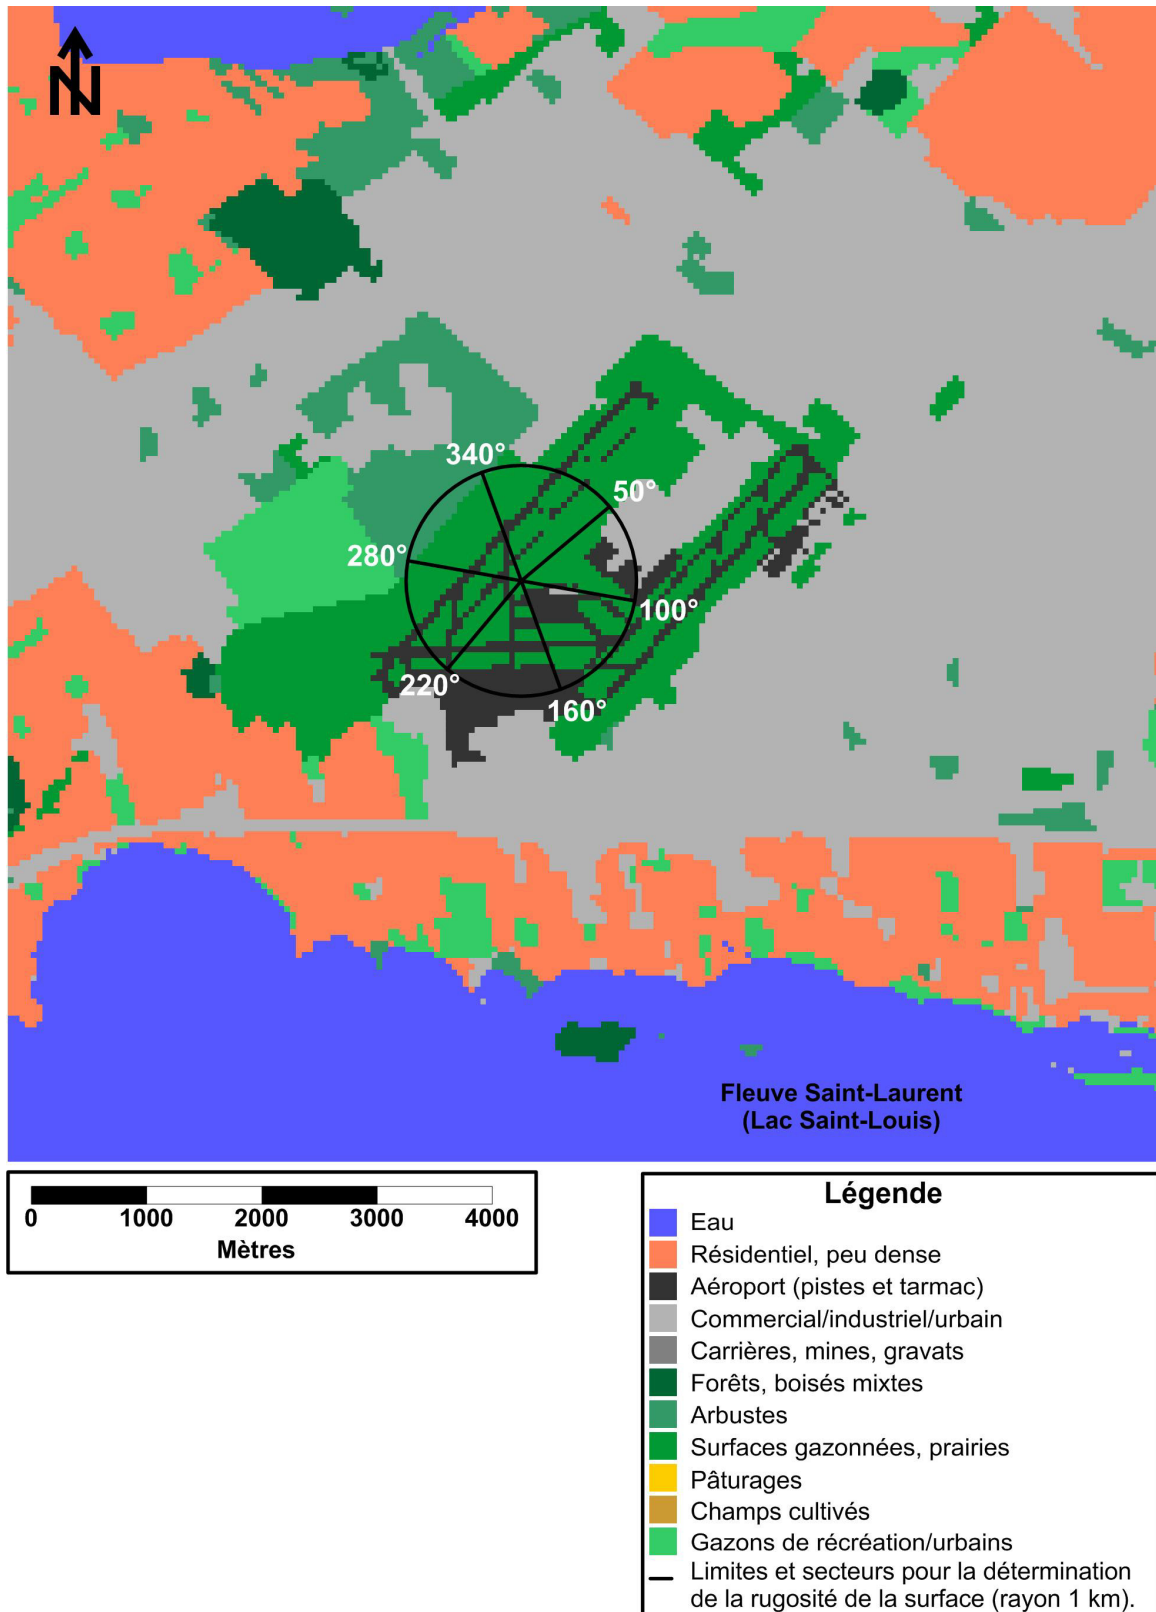 N
340°
50°
280°
100°
220°
160°
Fleuve Saint-Laurent
(Lac Saint-Louis)
0 1000 2000 3000 4000
Mètres
Légende
Eau
Résidentiel, peu dense
Aéroport (pistes et tarmac)
Commercial/industriel/urbain
Carrières, mines, gravats
Forêts, boisés mixtes
Arbustes
Surfaces gazonnées, prairies
Pâturages
Champs cultivés
Gazons de récréation/urbains
Limites et secteurs pour la détermination
de la rugosité de la surface (rayon 1 km).